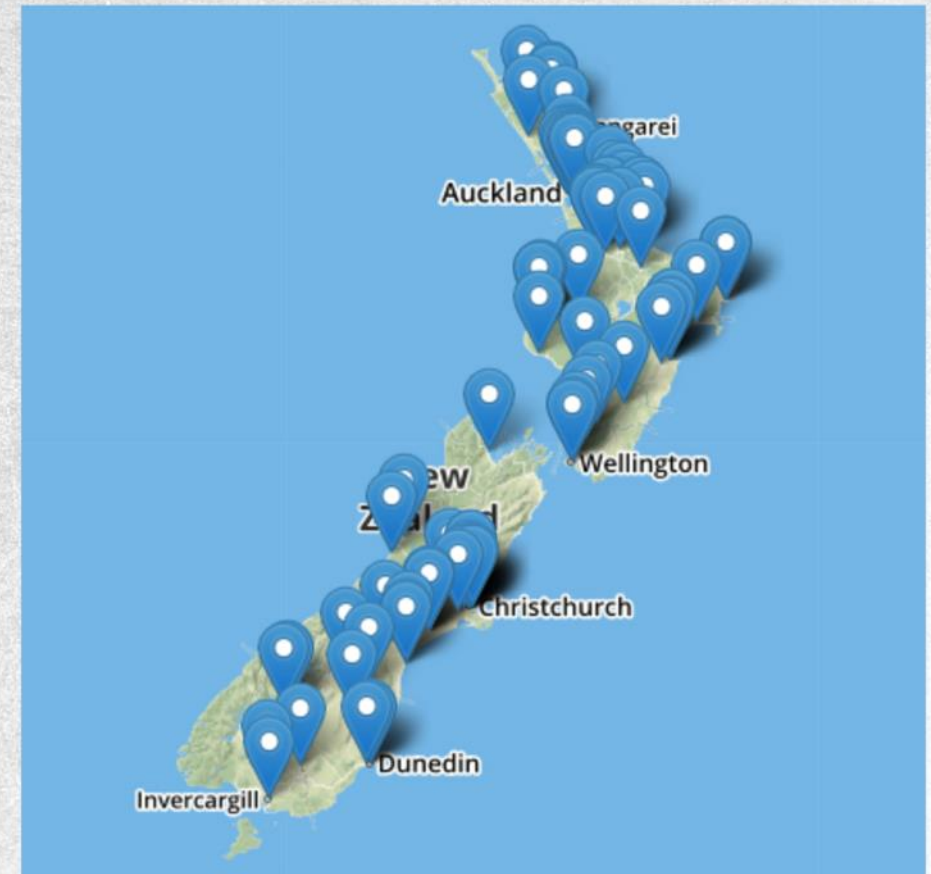 Auckland
Wellington
Christchurch
Dunedin
Invercargill